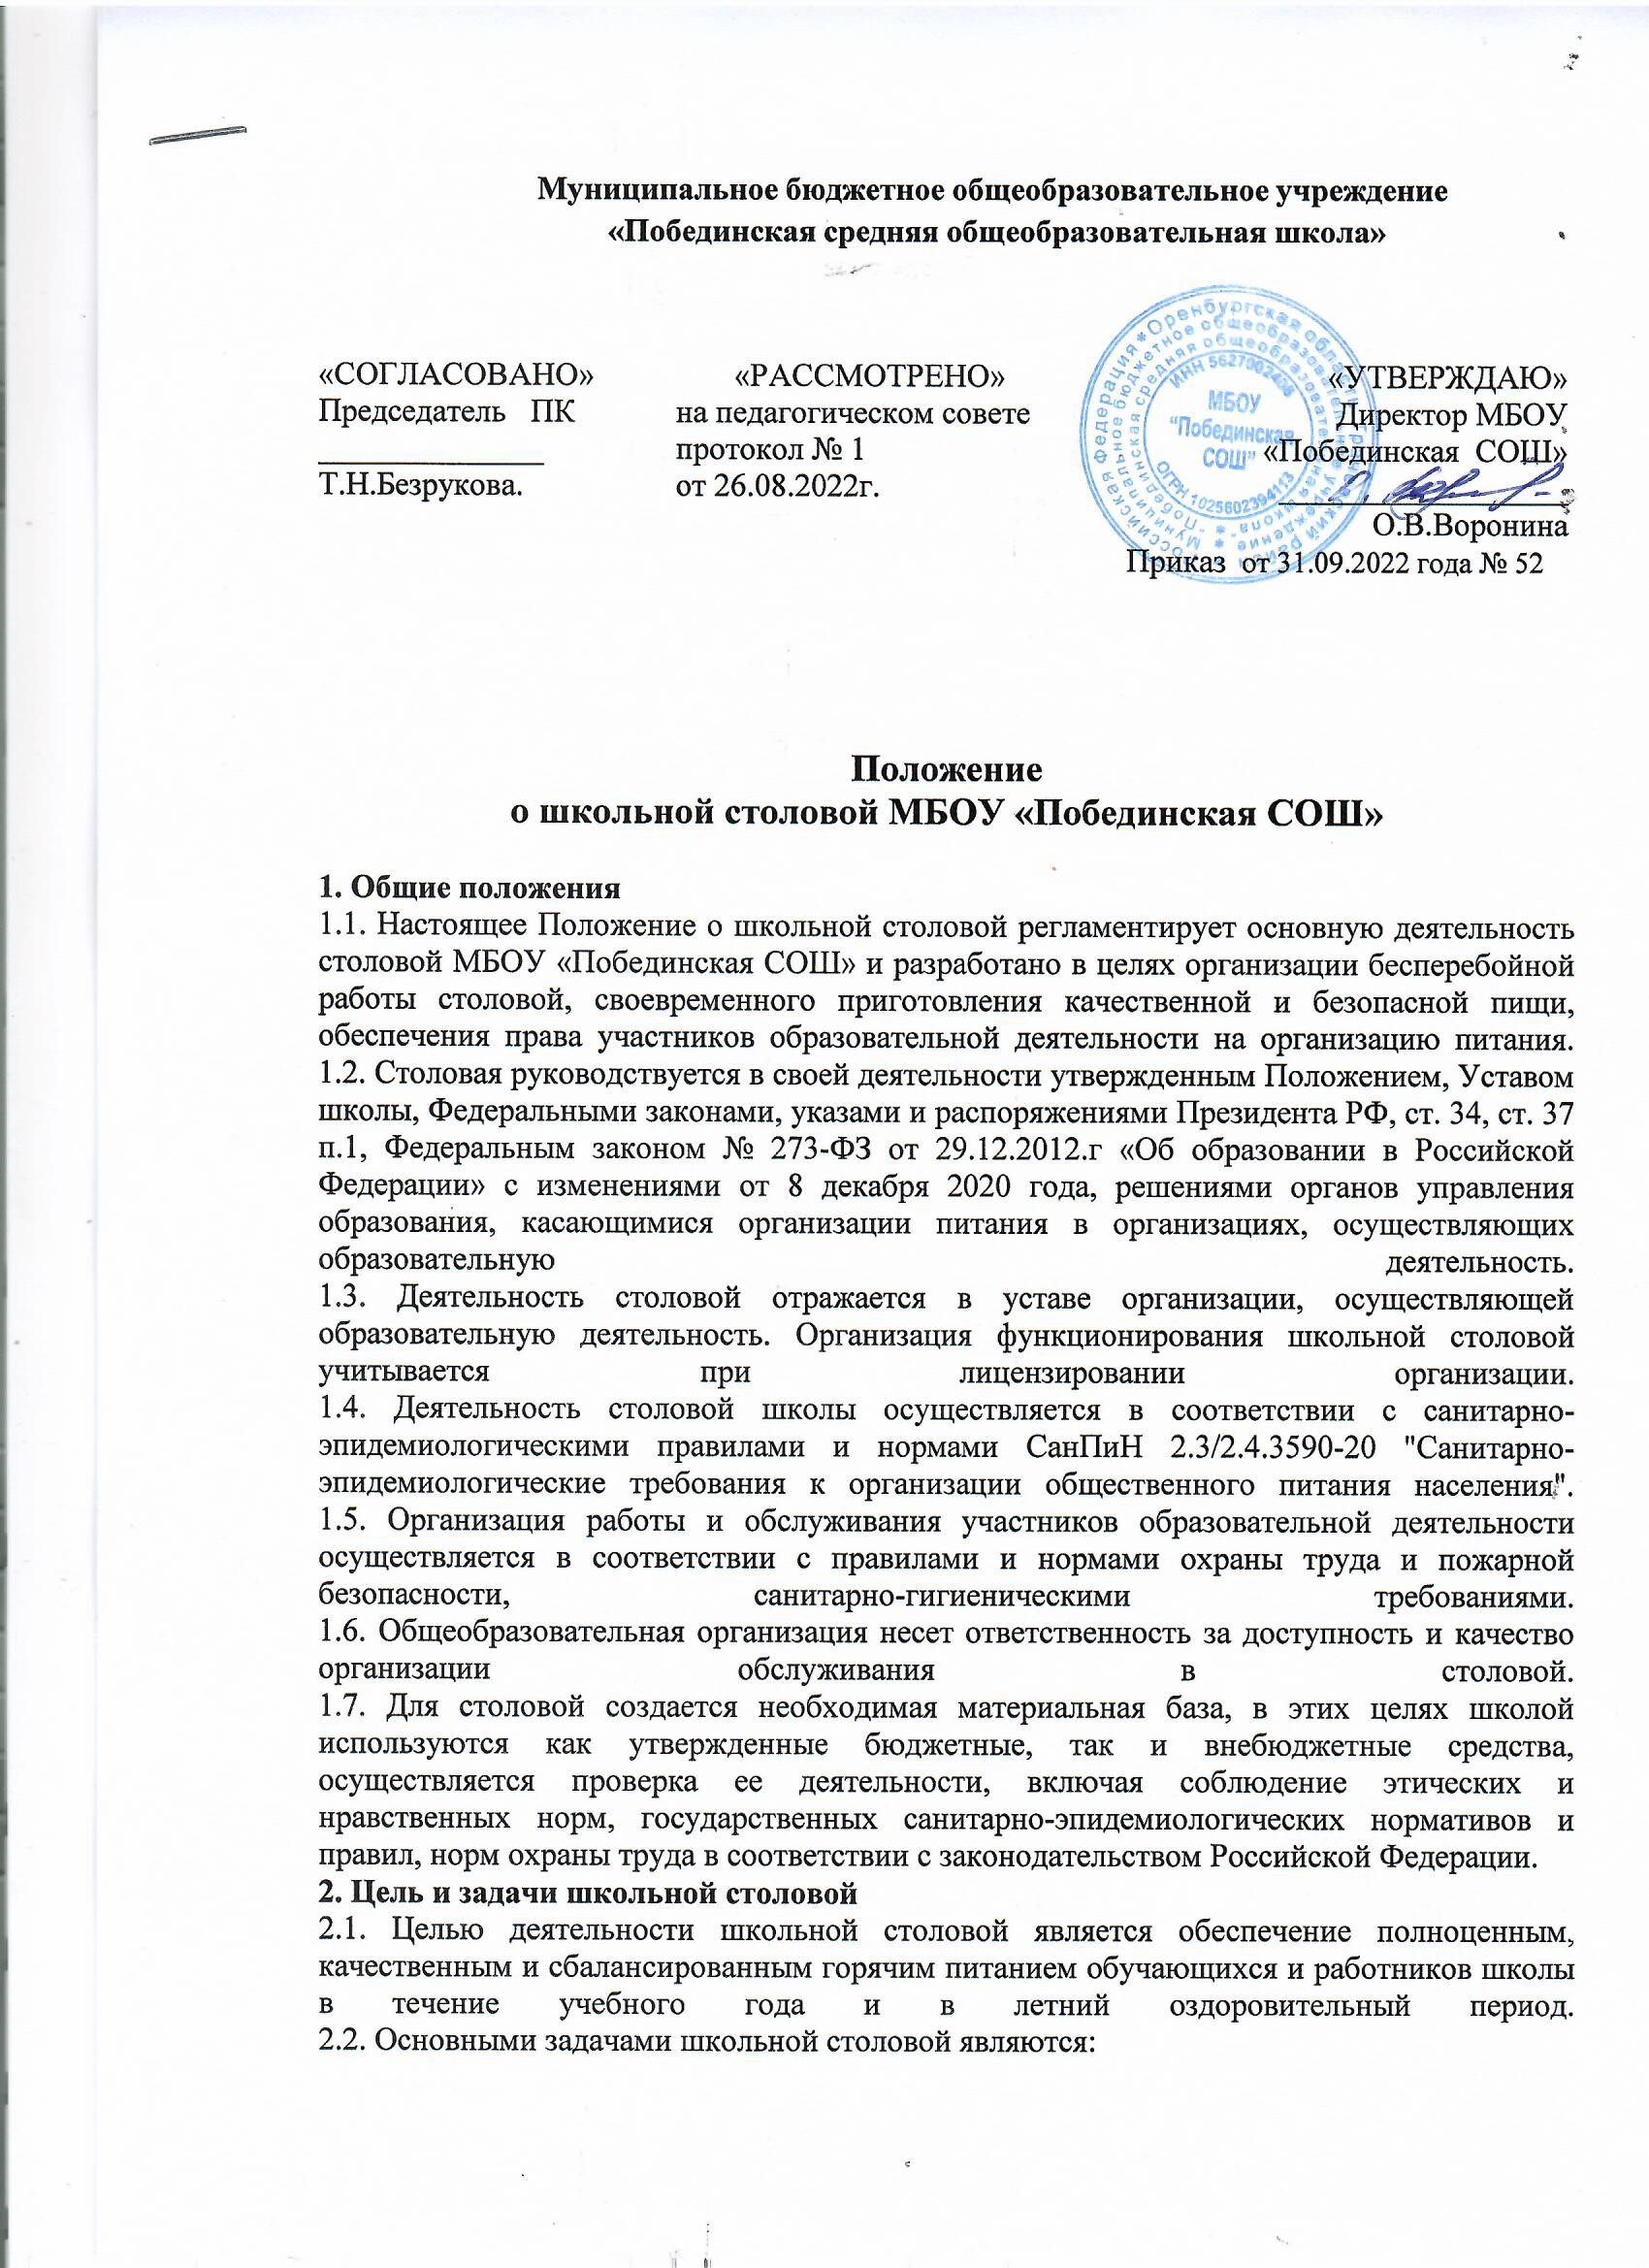 Муниципальное бюджетное общеобразовательное учреждение
«Побединская средняя общеобразовательная школа»
«СОГЛАСОВАНО»
Председатель ПК
Т.Н.Безрукова.
«РАССМОТРЕНО»
на педагогическом совете
протокол № 1
от 26.08.2022г.
«УТВЕРЖДАЮ»
Директор МБОУ
«Побединская СОШ»
О.В.Воронина
Приказ от 31.09.2022 года № 52
МБОУ
"Побединская
СОШ"
ОГРН 1025602394113
Положение
о школьной столовой МБОУ «Побединская СОШ»
1. Общие положения
1.1. Настоящее Положение о школьной столовой регламентирует основную деятельность
столовой МБОУ «Побединская СОШ» и разработано в целях организации бесперебойной
работы столовой, своевременного приготовления качественной и безопасной пищи,
обеспечения права участников образовательной деятельности на организацию питания.
1.2. Столовая руководствуется в своей деятельности утвержденным Положением, Уставом
школы, Федеральными законами, указами и распоряжениями Президента РФ, ст. 34, ст. 37
п.1, Федеральным законом № 273-ФЗ от 29.12.2012.г «Об образовании в Российской
Федерации» с изменениями от 8 декабря 2020 года, решениями органов управления
образования, касающимися организации питания в организациях, осуществляющих
образовательную деятельность.
1.3. Деятельность столовой отражается в уставе организации, осуществляющей
образовательную деятельность. Организация функционирования школьной столовой
учитывается при лицензировании организации.
1.4. Деятельность столовой школы осуществляется в соответствии с санитарно-
эпидемиологическими правилами и нормами СанПиН 2.3/2.4.3590-20 "Санитарно-
эпидемиологические требования к организации общественного питания населения".
1.5. Организация работы и обслуживания участников образовательной деятельности
осуществляется в соответствии с правилами и нормами охраны труда и пожарной
безопасности, санитарно-гигиеническими требованиями.
1.6. Общеобразовательная организация несет ответственность за доступность и качество
организации обслуживания в столовой.
1.7. Для столовой создается необходимая материальная база, в этих целях школой
используются как утвержденные бюджетные, так и внебюджетные средства,
осуществляется проверка ее деятельности, включая соблюдение этических и
нравственных норм, государственных санитарно-эпидемиологических нормативов и
правил, норм охраны труда в соответствии с законодательством Российской Федерации.
2. Цель и задачи школьной столовой
2.1. Целью деятельности школьной столовой является обеспечение полноценным,
качественным и сбалансированным горячим питанием обучающихся и работников школы
в течение учебного года и в летний оздоровительный период.
2.2. Основными задачами школьной столовой являются: